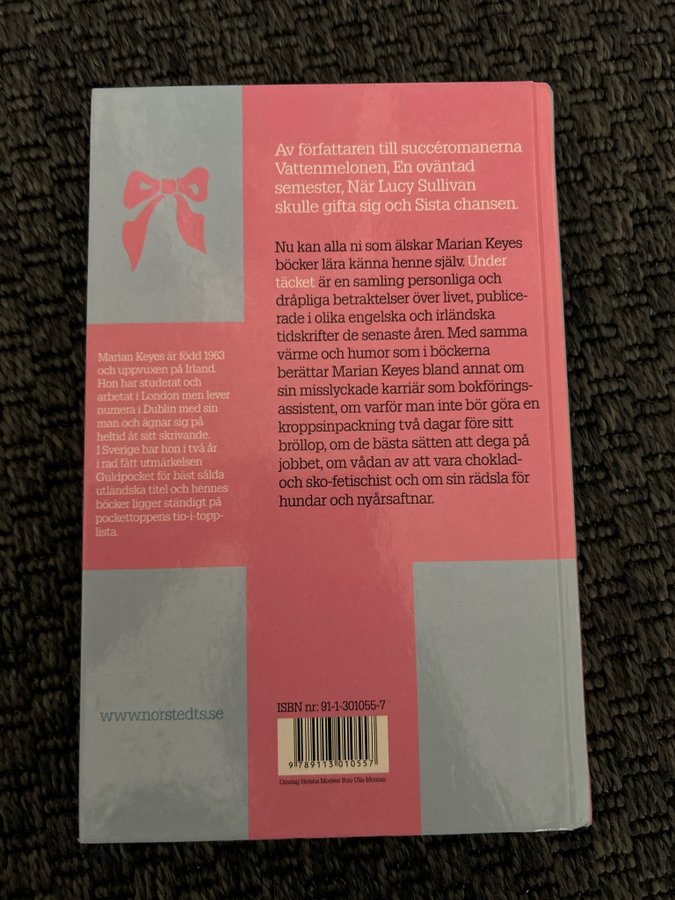 Av författaren till succéromanerna
Vattenmelonen, En oväntad
semester, När Lucy Sullivan
skulle gifta sig och Sista chansen.
Nu kan alla ni som älskar Marian Keyes
böcker lära känna henne själv. Under
täcket är en samling personliga och
dråpliga betraktelser över livet, publice-
rade i olika engelska och irländska
tidskrifter de senaste åren. Med samma
värme och humor som i böckerna
berättar Marian Keyes bland annat om
sin misslyckade karriär som bokförings-
assistent, om varför man inte bör göra en
kroppsinpackning två dagar före sitt
bröllop, om de bästa sätten att dega på
jobbet, om vådan av att vara choklad-
och sko-fetischist och om sin rädsla för
hundar och nyårsaftnar.
Marian Keyes är född 1963
och uppvuxen på Irland.
Hon har studerat och
arbetat i London men lever
numera i Dublin med sin
man och ägnar sig på
heltid åt sitt skrivande.
I Sverige har hon i två år
i rad fått utmärkelsen
Guldpocket för bäst sålda
utländska titel och hennes
böcker ligger ständigt på
pockettoppens tio-i-topp-
lista.
www.norstedts.se
ISBN nr: 91-1-301055-7
9 789113 010557
Omslag Helena Modéer Foto Ulla Montan